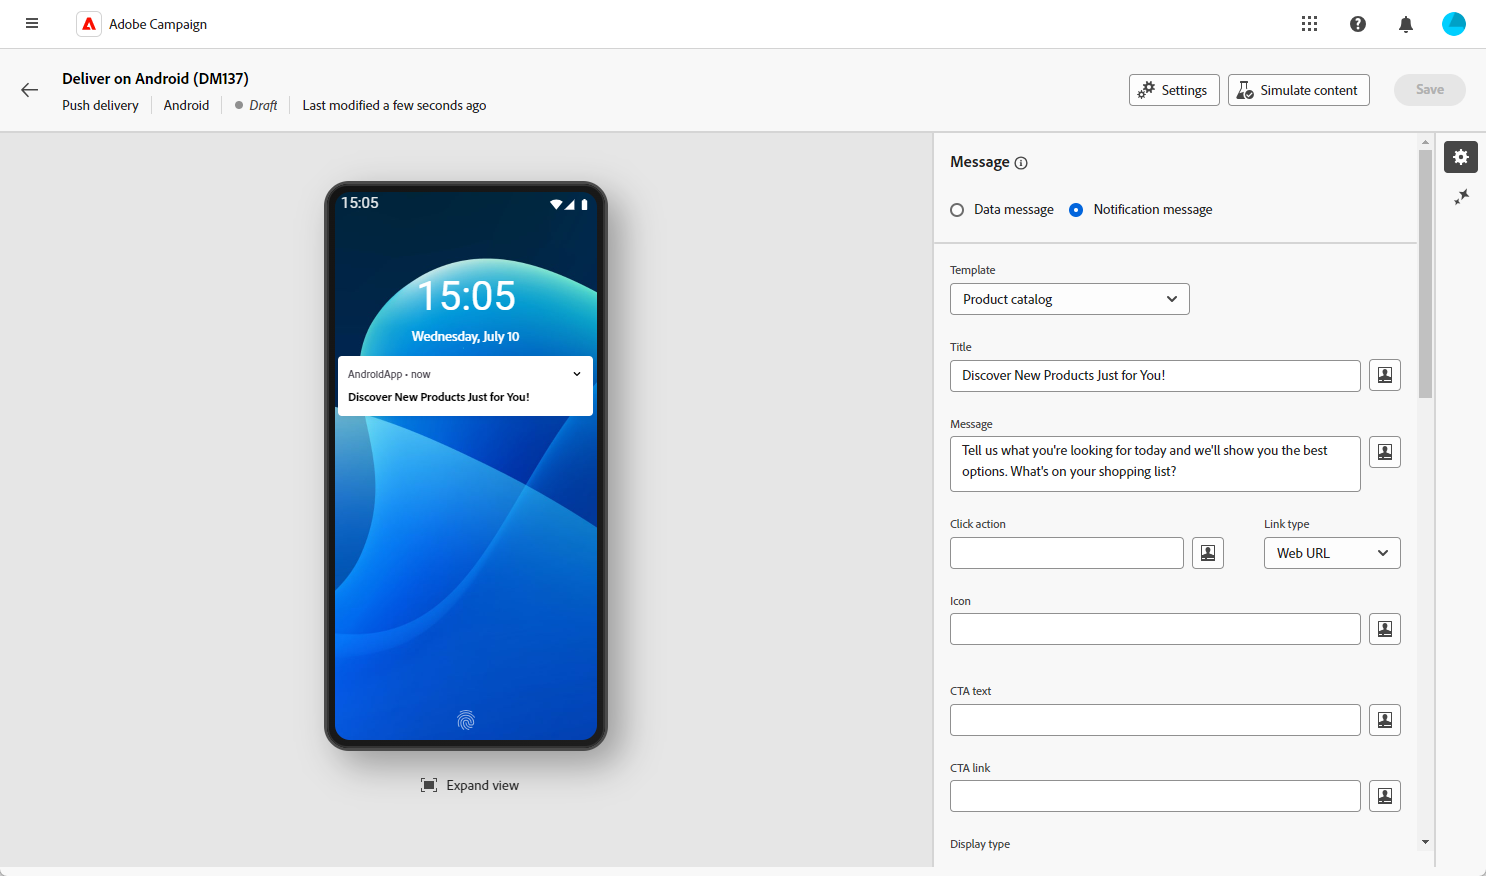 Adobe Campaign
Deliver on Android (DM137)
Push delivery
Android
Draft
Last modified a few seconds ago
Settings
Simulate content
Save
15:05
15:05
Wednesday, July 10
AndroidApp • now
Discover New Products Just for You!
Expand view
Message
Data message
Notification message
Template
Product catalog
Title
Discover New Products Just for You!
Message
Tell us what you're looking for today and we'll show you the best
options. What's on your shopping list?
Click action
Link type
Web URL
Icon
CTA text
CTA link
Display type